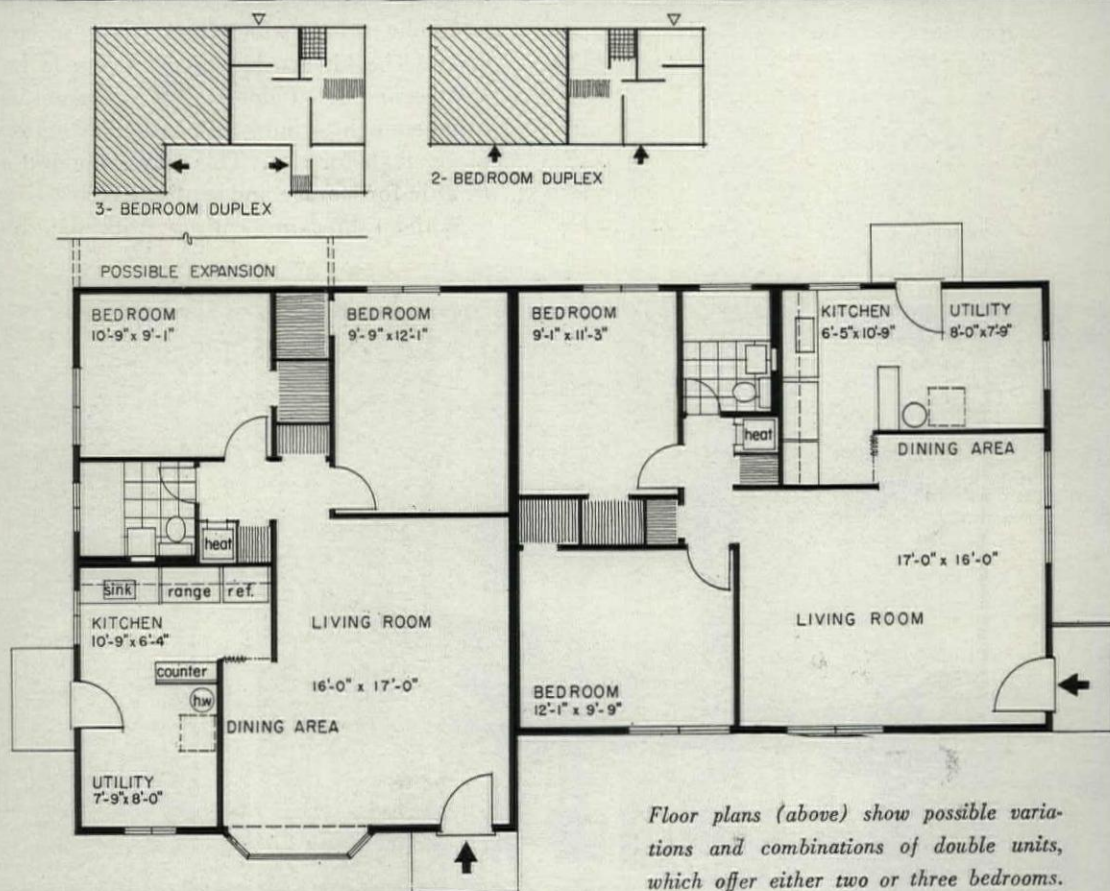 3- BEDROOM DUPLEX
2- BEDROOM DUPLEX
POSSIBLE EXPANSION
BEDROOM
10'-9" x 9'-1"
BEDROOM
9'-9" x 12'-1"
BEDROOM
9'-1" x 11'-3"
KITCHEN
6'-5" x 10'-9"
UTILITY
8'-0" x 7'-9"
heat
DINING AREA
heat
sink
range
ref.
KITCHEN
10'-9" x 6'-4"
counter
hw
LIVING ROOM
16'-0" x 17'-0"
DINING AREA
UTILITY
7'-9" x 8'-0"
17'-0" x 16'-0"
LIVING ROOM
BEDROOM
12'-1" x 9'-9"
Floor plans (above) show possible varia-
tions and combinations of double units,
which offer either two or three bedrooms.